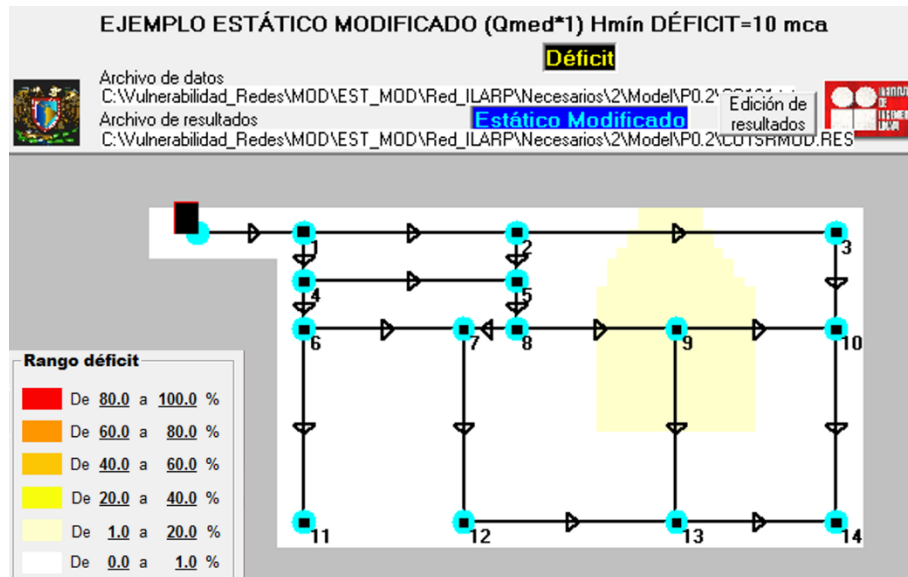 EJEMPLO ESTÁTICO MODIFICADO (Qmed*1) Hmín DÉFICIT=10 mca
Déficit
Archivo de datos
C:\Vulnerabilidad_Redes\MOD\EST_MOD\Red_ILARP\Necesarios\2\Model\P0.2\
Archivo de resultados
Estático Modificado
Edición de
resultados
C:\Vulnerabilidad_Redes\MOD\EST_MOD\Red_ILARP\Necesarios\2\Model\P0.2\COTSRMOD.RES
1
2
3
4
5
6
7
8
9
10
11
12
13
14
Rango déficit
De 80.0 a 100.0 %
De 60.0 a 80.0 %
De 40.0 a 60.0 %
De 20.0 a 40.0 %
De 1.0 a 20.0 %
De 0.0 a 1.0 %